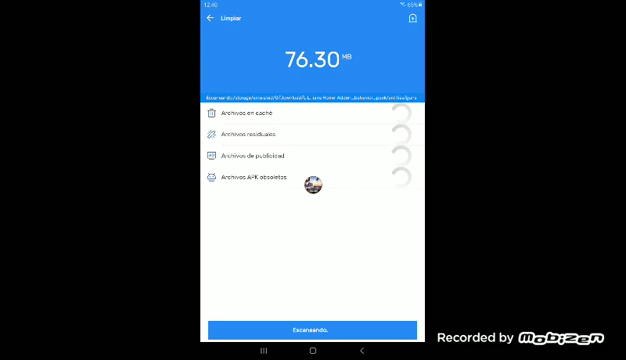 12:40
65%
Limpiar
76.30 MB
Archivos en caché
Archivos residuales
Archivos de publicidad
Archivos APK obsoletos
Escaneando.
Recorded by Mobizen